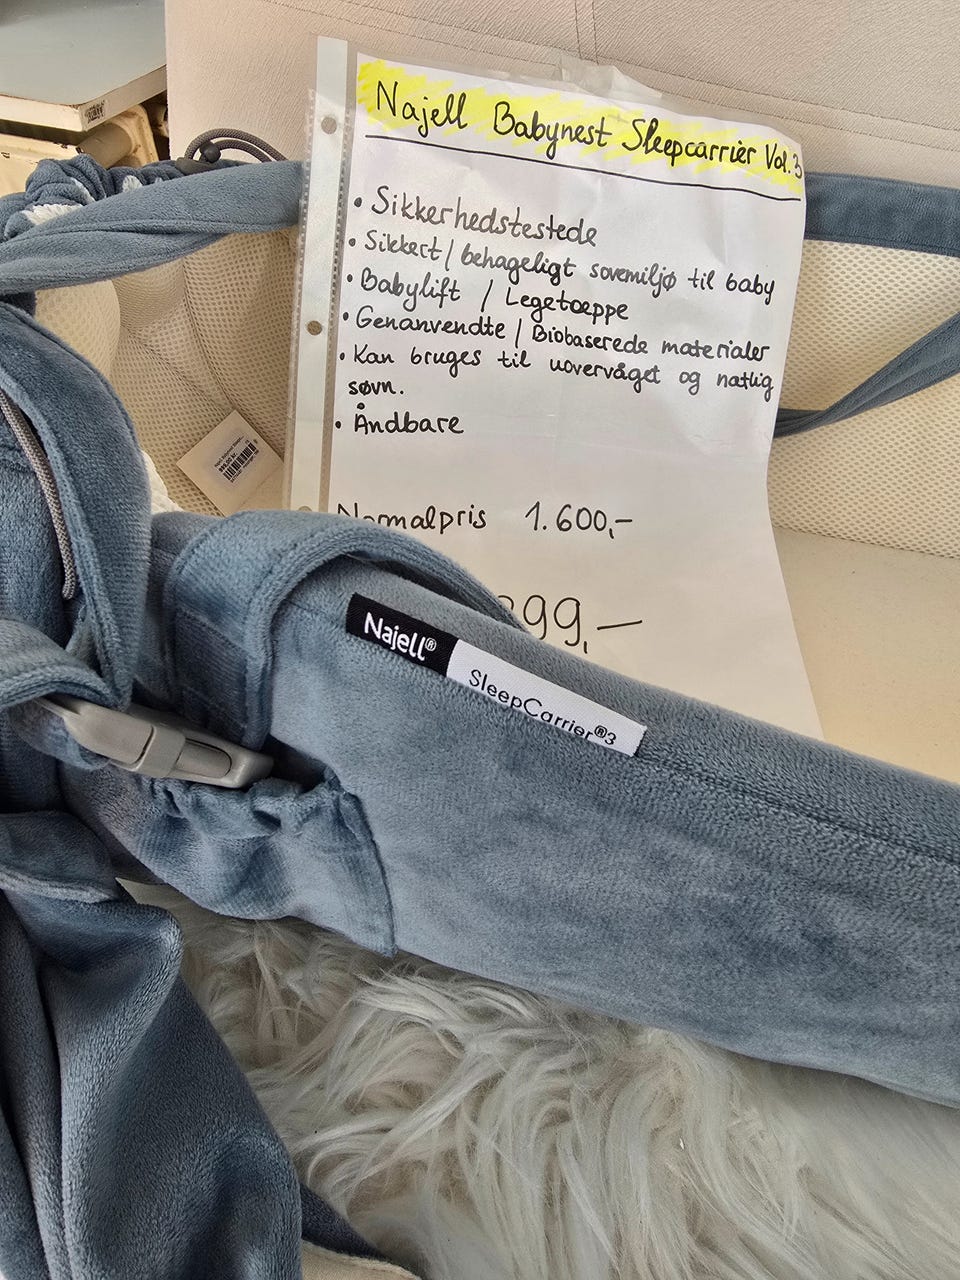 Najell Babynest Sleepcarrier Vol. 3
• Sikkerhedstestede
• Sikkert / behageligt sovemiljø til baby
• Babylift / Legetæppe
• Genanvendte / Biobaserede materialer
• Kan bruges til uovervåget og natlig
søvn.
• Åndbare
Normalpris 1.600,-
99,-
Najell®
SleepCarrier®3